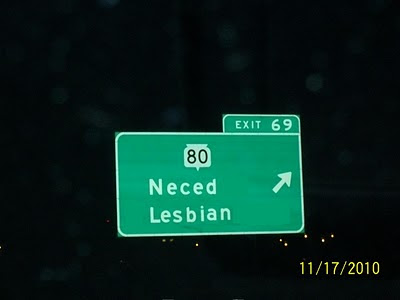 EXIT 69
80
Neced
Lesbian
11/17/2010